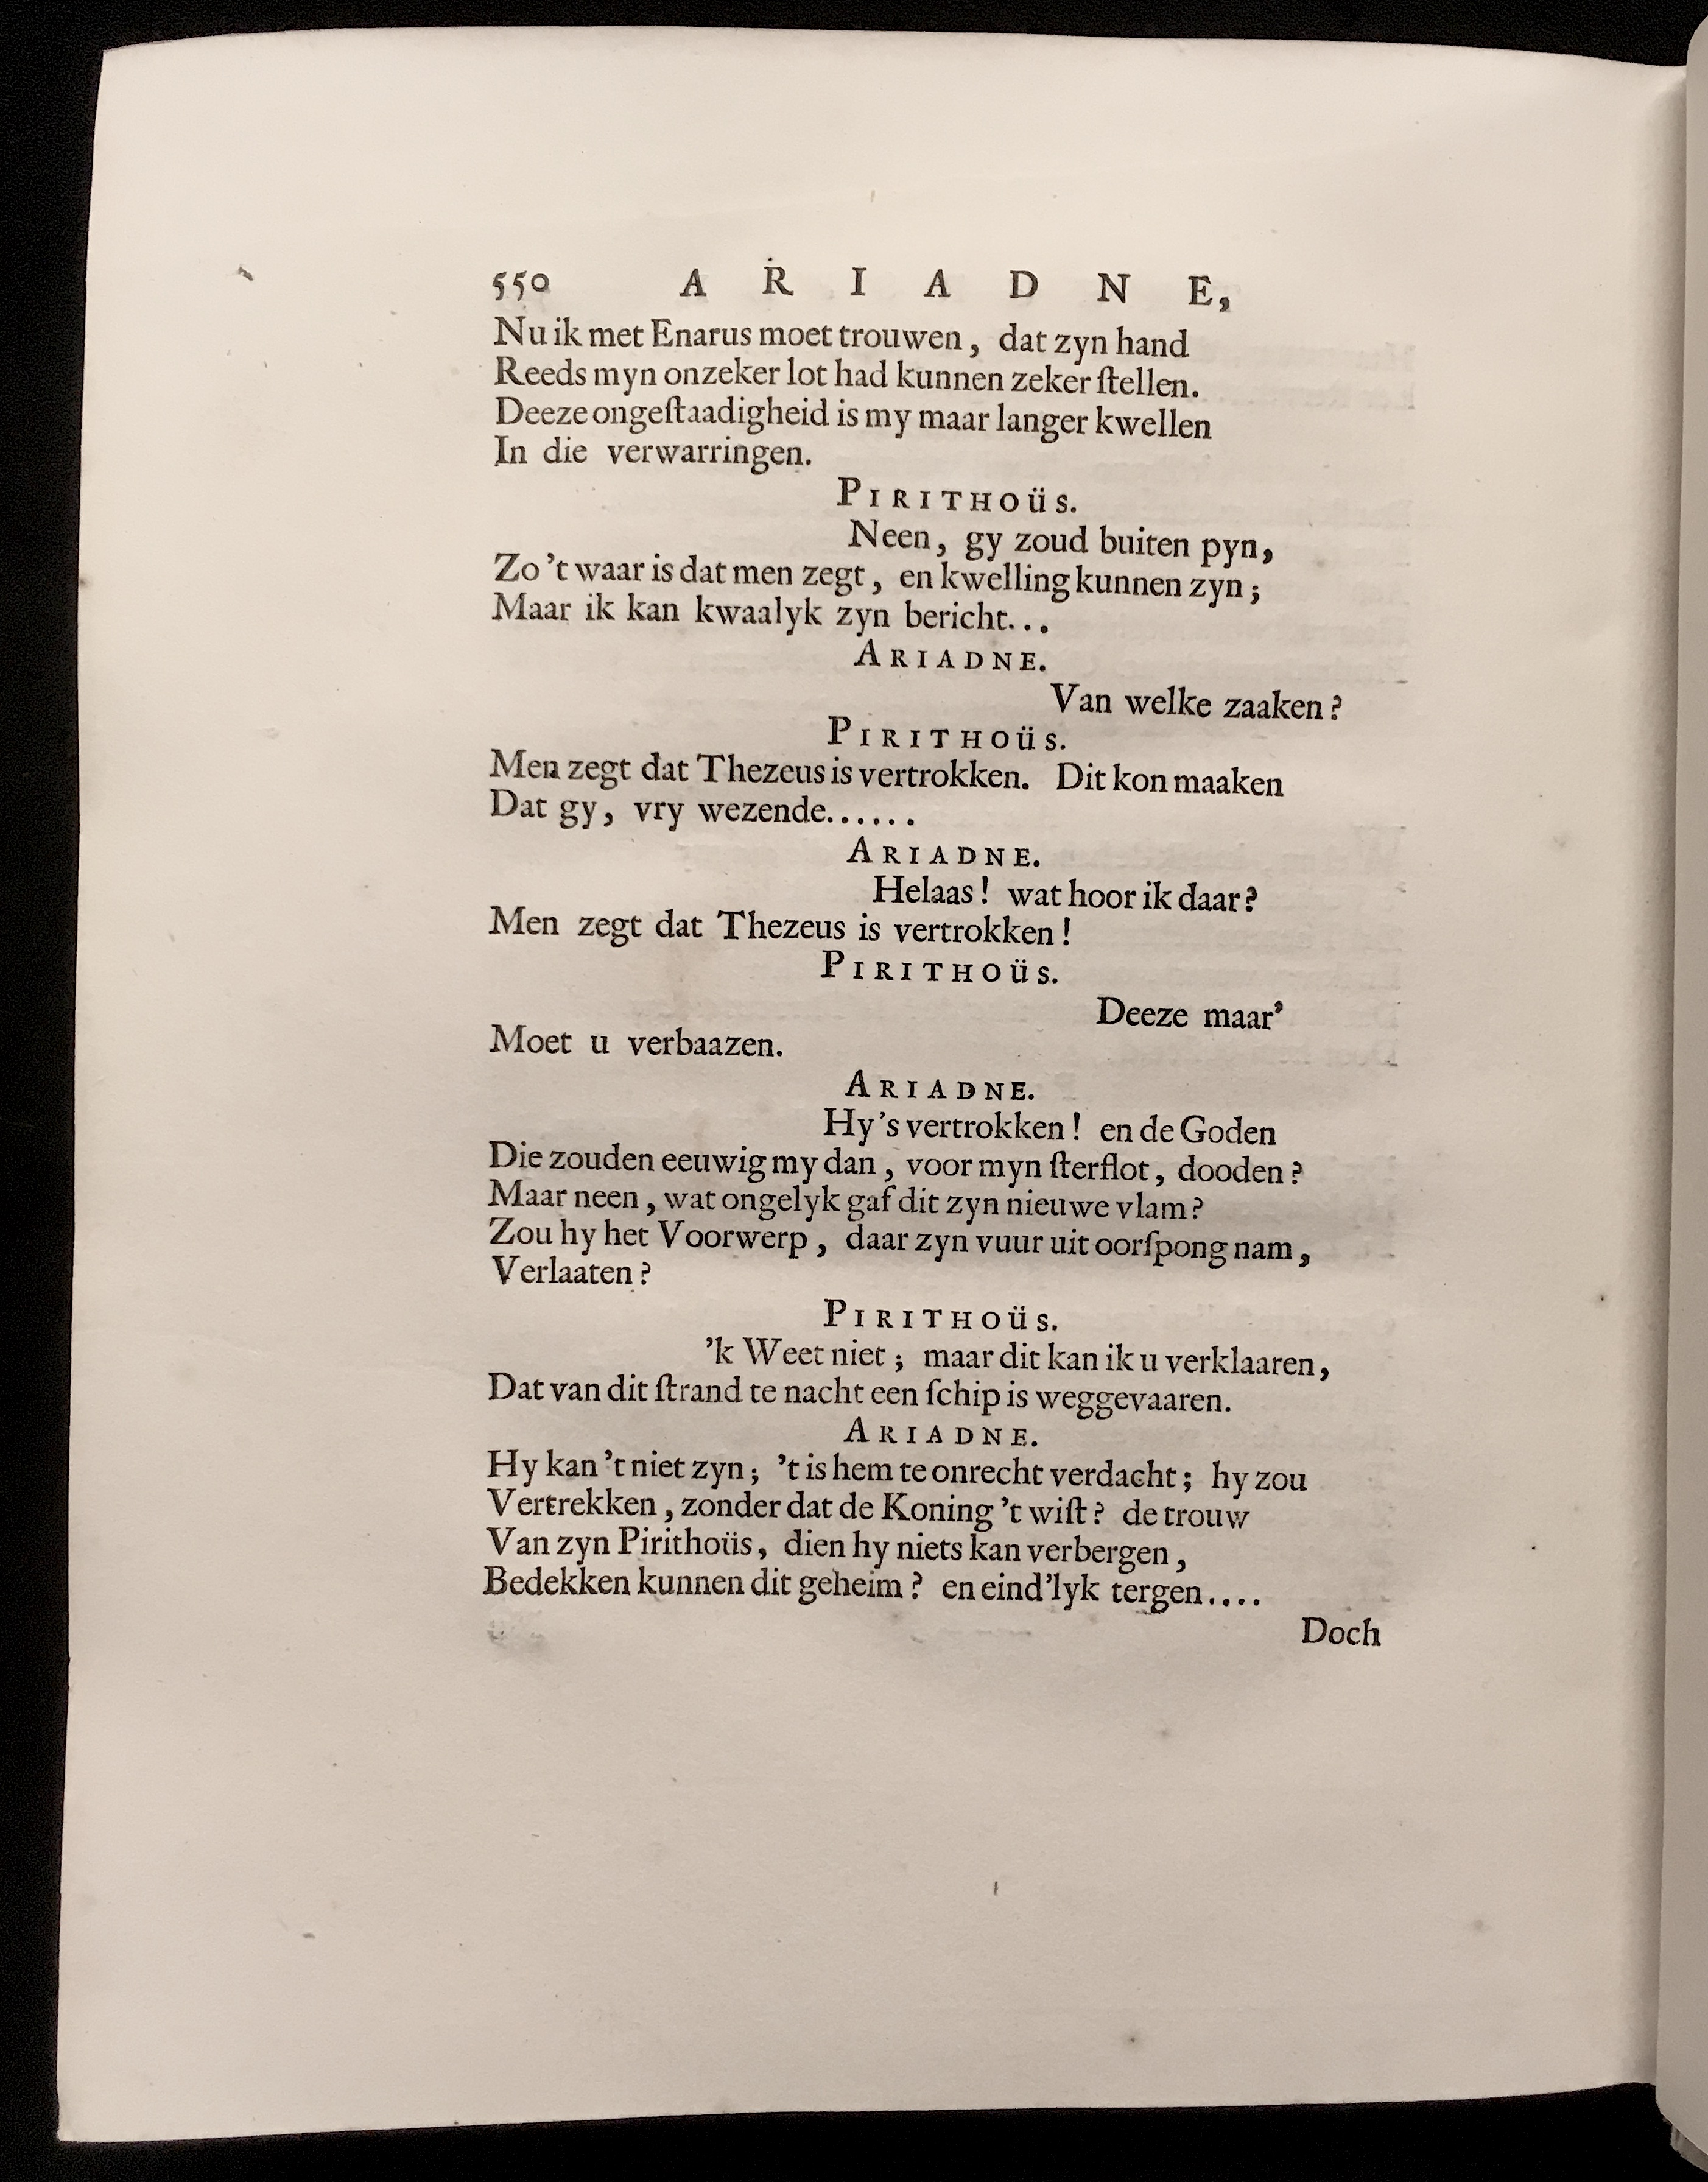 550 A R I A D N E,
Nu ik met Enarus moet trouwen, dat zyn hand
Reeds myn onzeker lot had kunnen zeker ſtellen.
Deeze ongeſtaadigheid is my maar langer kwellen
In die verwarringen.
PIRITHOüS.
Neen, gy zoud buiten pyn,
Zo 't waar is dat men zegt, en kwelling kunnen zyn;
Maar ik kan kwaalyk zyn bericht...
ARIADNE.
Van welke zaaken?
PIRITHOüS.
Men zegt dat Thezeus is vertrokken. Dit kon maaken
Dat gy, vry wezende......
ARIADNE.
Helaas! wat hoor ik daar?
Men zegt dat Thezeus is vertrokken!
PIRITHOüS.
Deeze maar'
Moet u verbaazen.
ARIADNE.
Hy's vertrokken! en de Goden
Die zouden eeuwig my dan, voor myn ſterflot, dooden?
Maar neen, wat ongelyk gaf dit zyn nieuwe vlam?
Zou hy het Voorwerp, daar zyn vuur uit oorſpong nam,
Verlaaten?
PIRITHOüS.
'k Weet niet; maar dit kan ik u verklaaren,
Dat van dit ſtrand te nacht een ſchip is weggevaaren.
ARIADNE.
Hy kan 't niet zyn; 't is hem te onrecht verdacht; hy zou
Vertrekken, zonder dat de Koning 't wiſt? de trouw
Van zyn Pirithoüs, dien hy niets kan verbergen,
Bedekken kunnen dit geheim? en eind'lyk tergen....
Doch